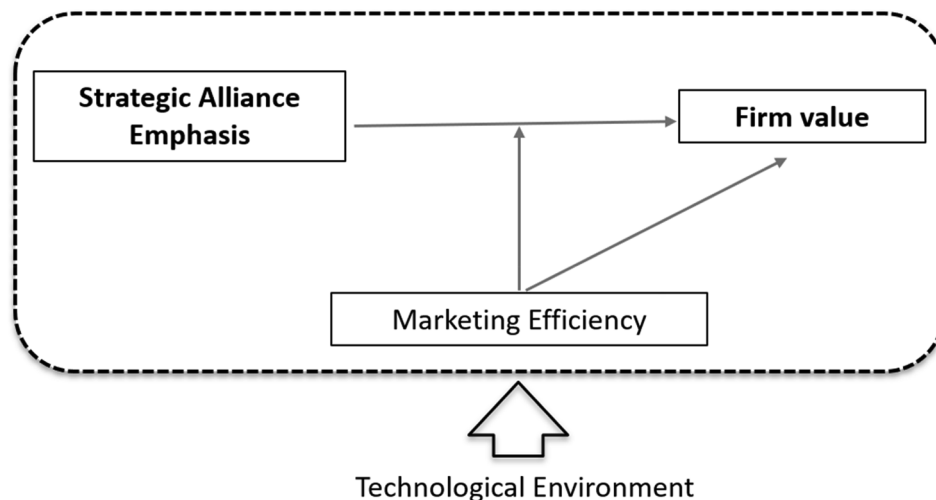 Strategic Alliance
Emphasis
Firm value
Marketing Efficiency
Technological Environment